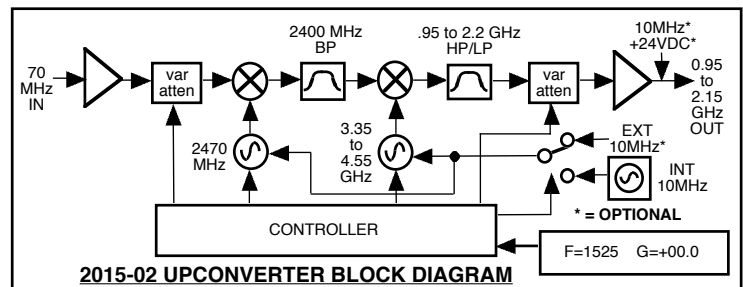 2400 MHz
BP
.95 to 2.2 GHz
HP/LP
10MHz*
+24VDC*
70
MHz
IN
var
atten
var
atten
0.95
to
2.15
GHz
OUT
2470
MHz
3.35
to
4.55
GHz
EXT
10MHz*
INT
10MHz
* = OPTIONAL
CONTROLLER
F=1525 G=+00.0
2015-02 UPCONVERTER BLOCK DIAGRAM